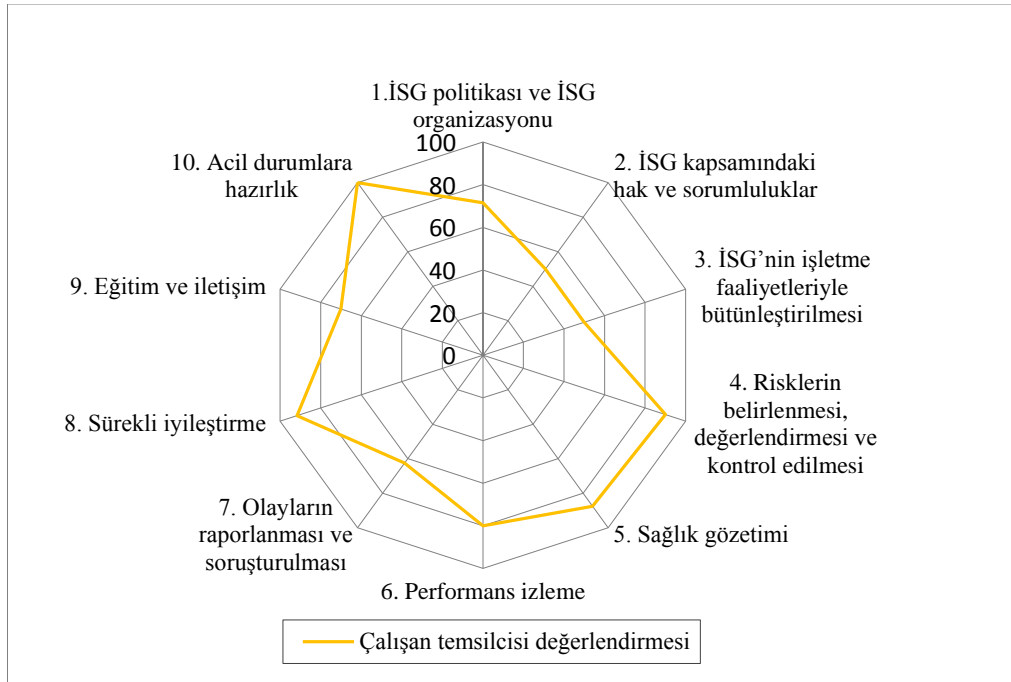 1.İSG politikası ve İSG
organizasyonu
2. İSG kapsamındaki
hak ve sorumluluklar
3. İSG’nin işletme
faaliyetleriyle
bütünleştirilmesi
4. Risklerin
belirlenmesi,
değerlendirmesi ve
kontrol edilmesi
5. Sağlık gözetimi
6. Performans izleme
7. Olayların
raporlanması ve
soruşturulması
8. Sürekli iyileştirme
9. Eğitim ve iletişim
10. Acil durumlara
hazırlık
100
80
60
40
20
0
Çalışan temsilcisi değerlendirmesi